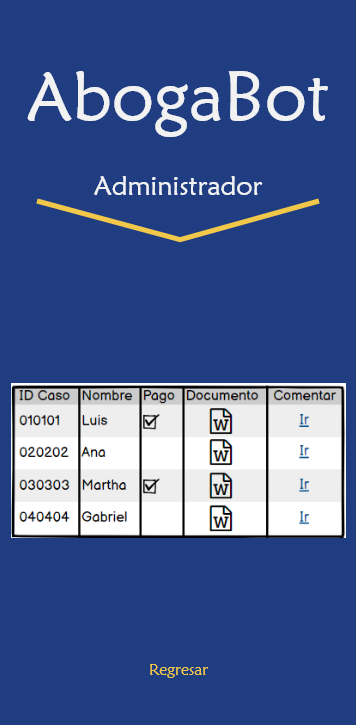 AbogaBot
Administrador
ID Caso Nombre Pago Documento Comentar
010101 Luis W Ir
020202 Ana W Ir
030303 Martha W Ir
040404 Gabriel W Ir
Regresar